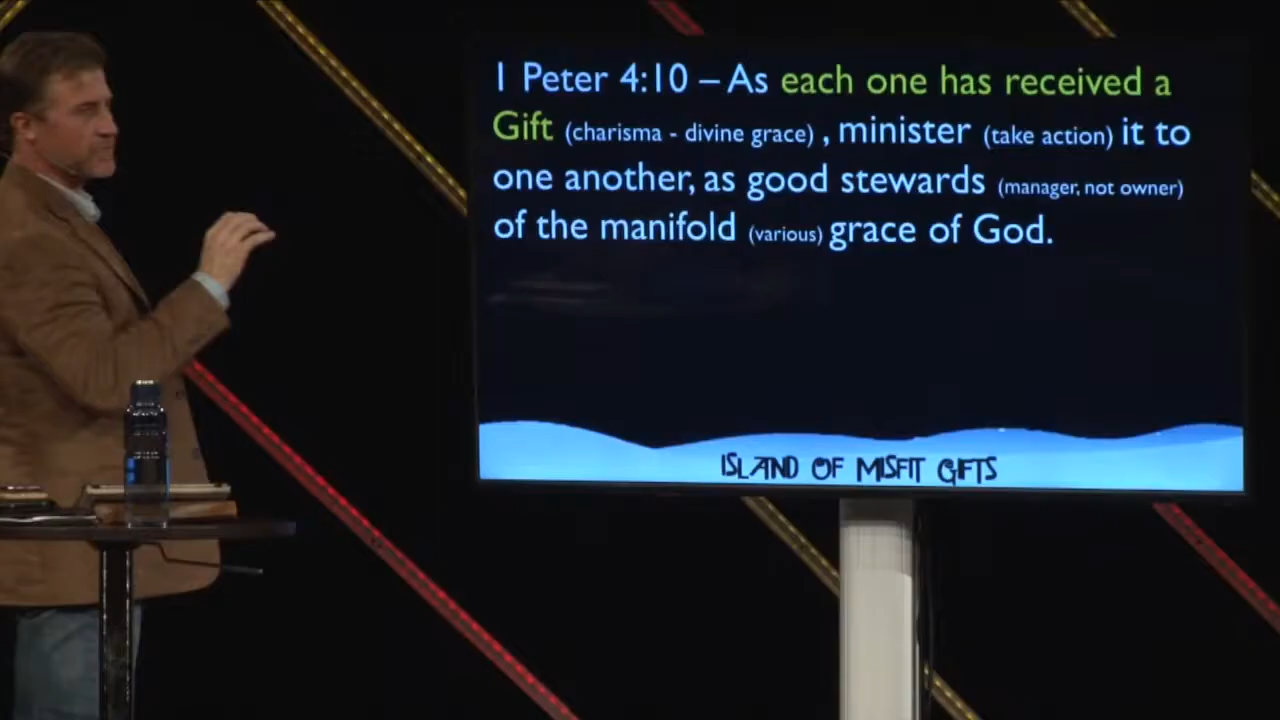 1 Peter 4:10 – As each one has received a
Gift (charisma - divine grace) , minister (take action) it to
one another, as good stewards (manager, not owner)
of the manifold (various) grace of God.
ISLAND OF MISFIT GIFTS